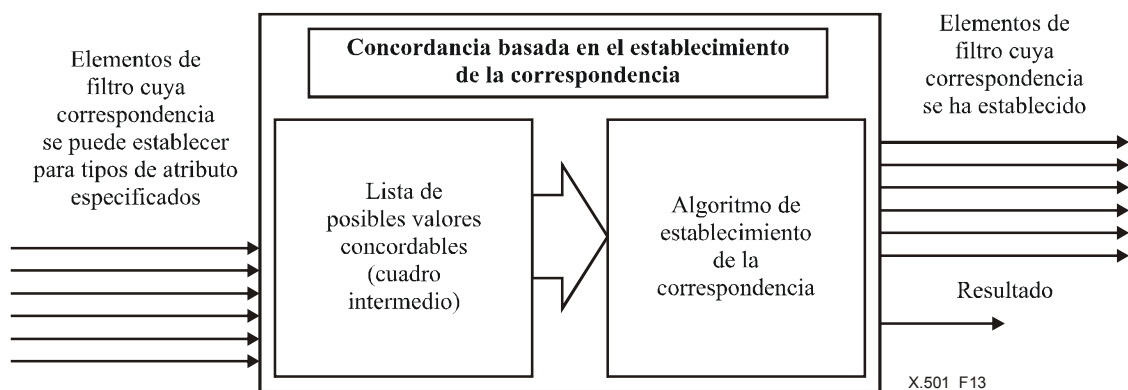 Elementos de
filtro cuya
correspondencia
se puede establecer
para tipos de atributo
especificados
Concordancia basada en el establecimiento
de la correspondencia
Lista de
posibles valores
concordables
(cuadro
intermedio)
Algoritmo de
establecimiento
de la
correspondencia
Elementos de
filtro cuya
correspondencia
se ha establecido
Resultado
X.501_F13